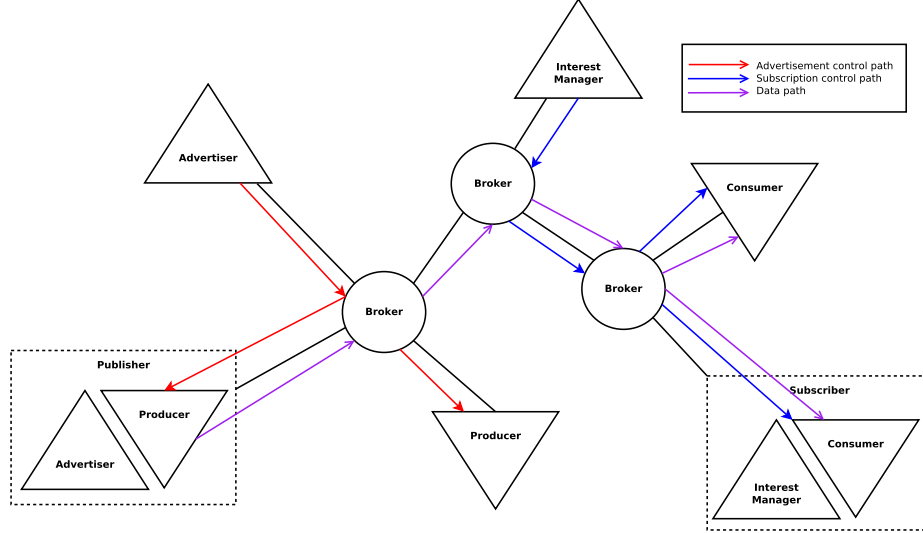 Interest
Manager
Advertisement control path
Subscription control path
Data path
Advertiser
Broker
Consumer
Broker
Broker
Publisher
Producer
Advertiser
Producer
Subscriber
Consumer
Interest
Manager